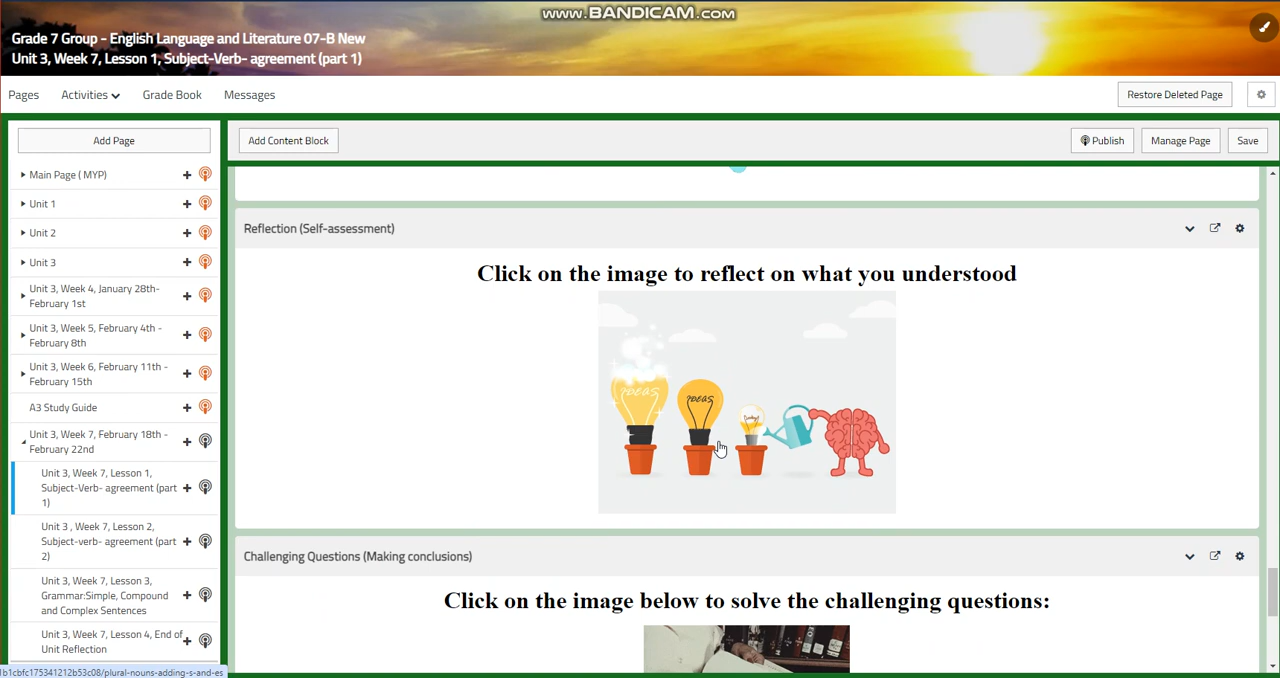 www.BANDICAM.com
Grade 7 Group - English Language and Literature 07-B New
Unit 3, Week 7, Lesson 1, Subject-Verb- agreement (part 1)
Pages
Activities
Grade Book
Messages
Restore Deleted Page
Add Page
Add Content Block
Publish
Manage Page
Save
Main Page ( MYP)
Unit 1
Unit 2
Unit 3
Unit 3, Week 4, January 28th-
February 1st
Unit 3, Week 5, February 4th -
February 8th
Unit 3, Week 6, February 11th -
February 15th
A3 Study Guide
Unit 3, Week 7, February 18th -
February 22nd
Unit 3, Week 7, Lesson 1,
Subject-Verb- agreement (part
1)
Unit 3 , Week 7, Lesson 2,
Subject-verb- agreement (part
2)
Unit 3, Week 7, Lesson 3,
Grammar:Simple, Compound
and Complex Sentences
Unit 3, Week 7, Lesson 4, End of
Unit Reflection
Reflection (Self-assessment)
Click on the image to reflect on what you understood
ideas
ideas
Challenging Questions (Making conclusions)
Click on the image below to solve the challenging questions:
1b1cbfc175341212b53c08/plural-nouns-adding-s-and-es